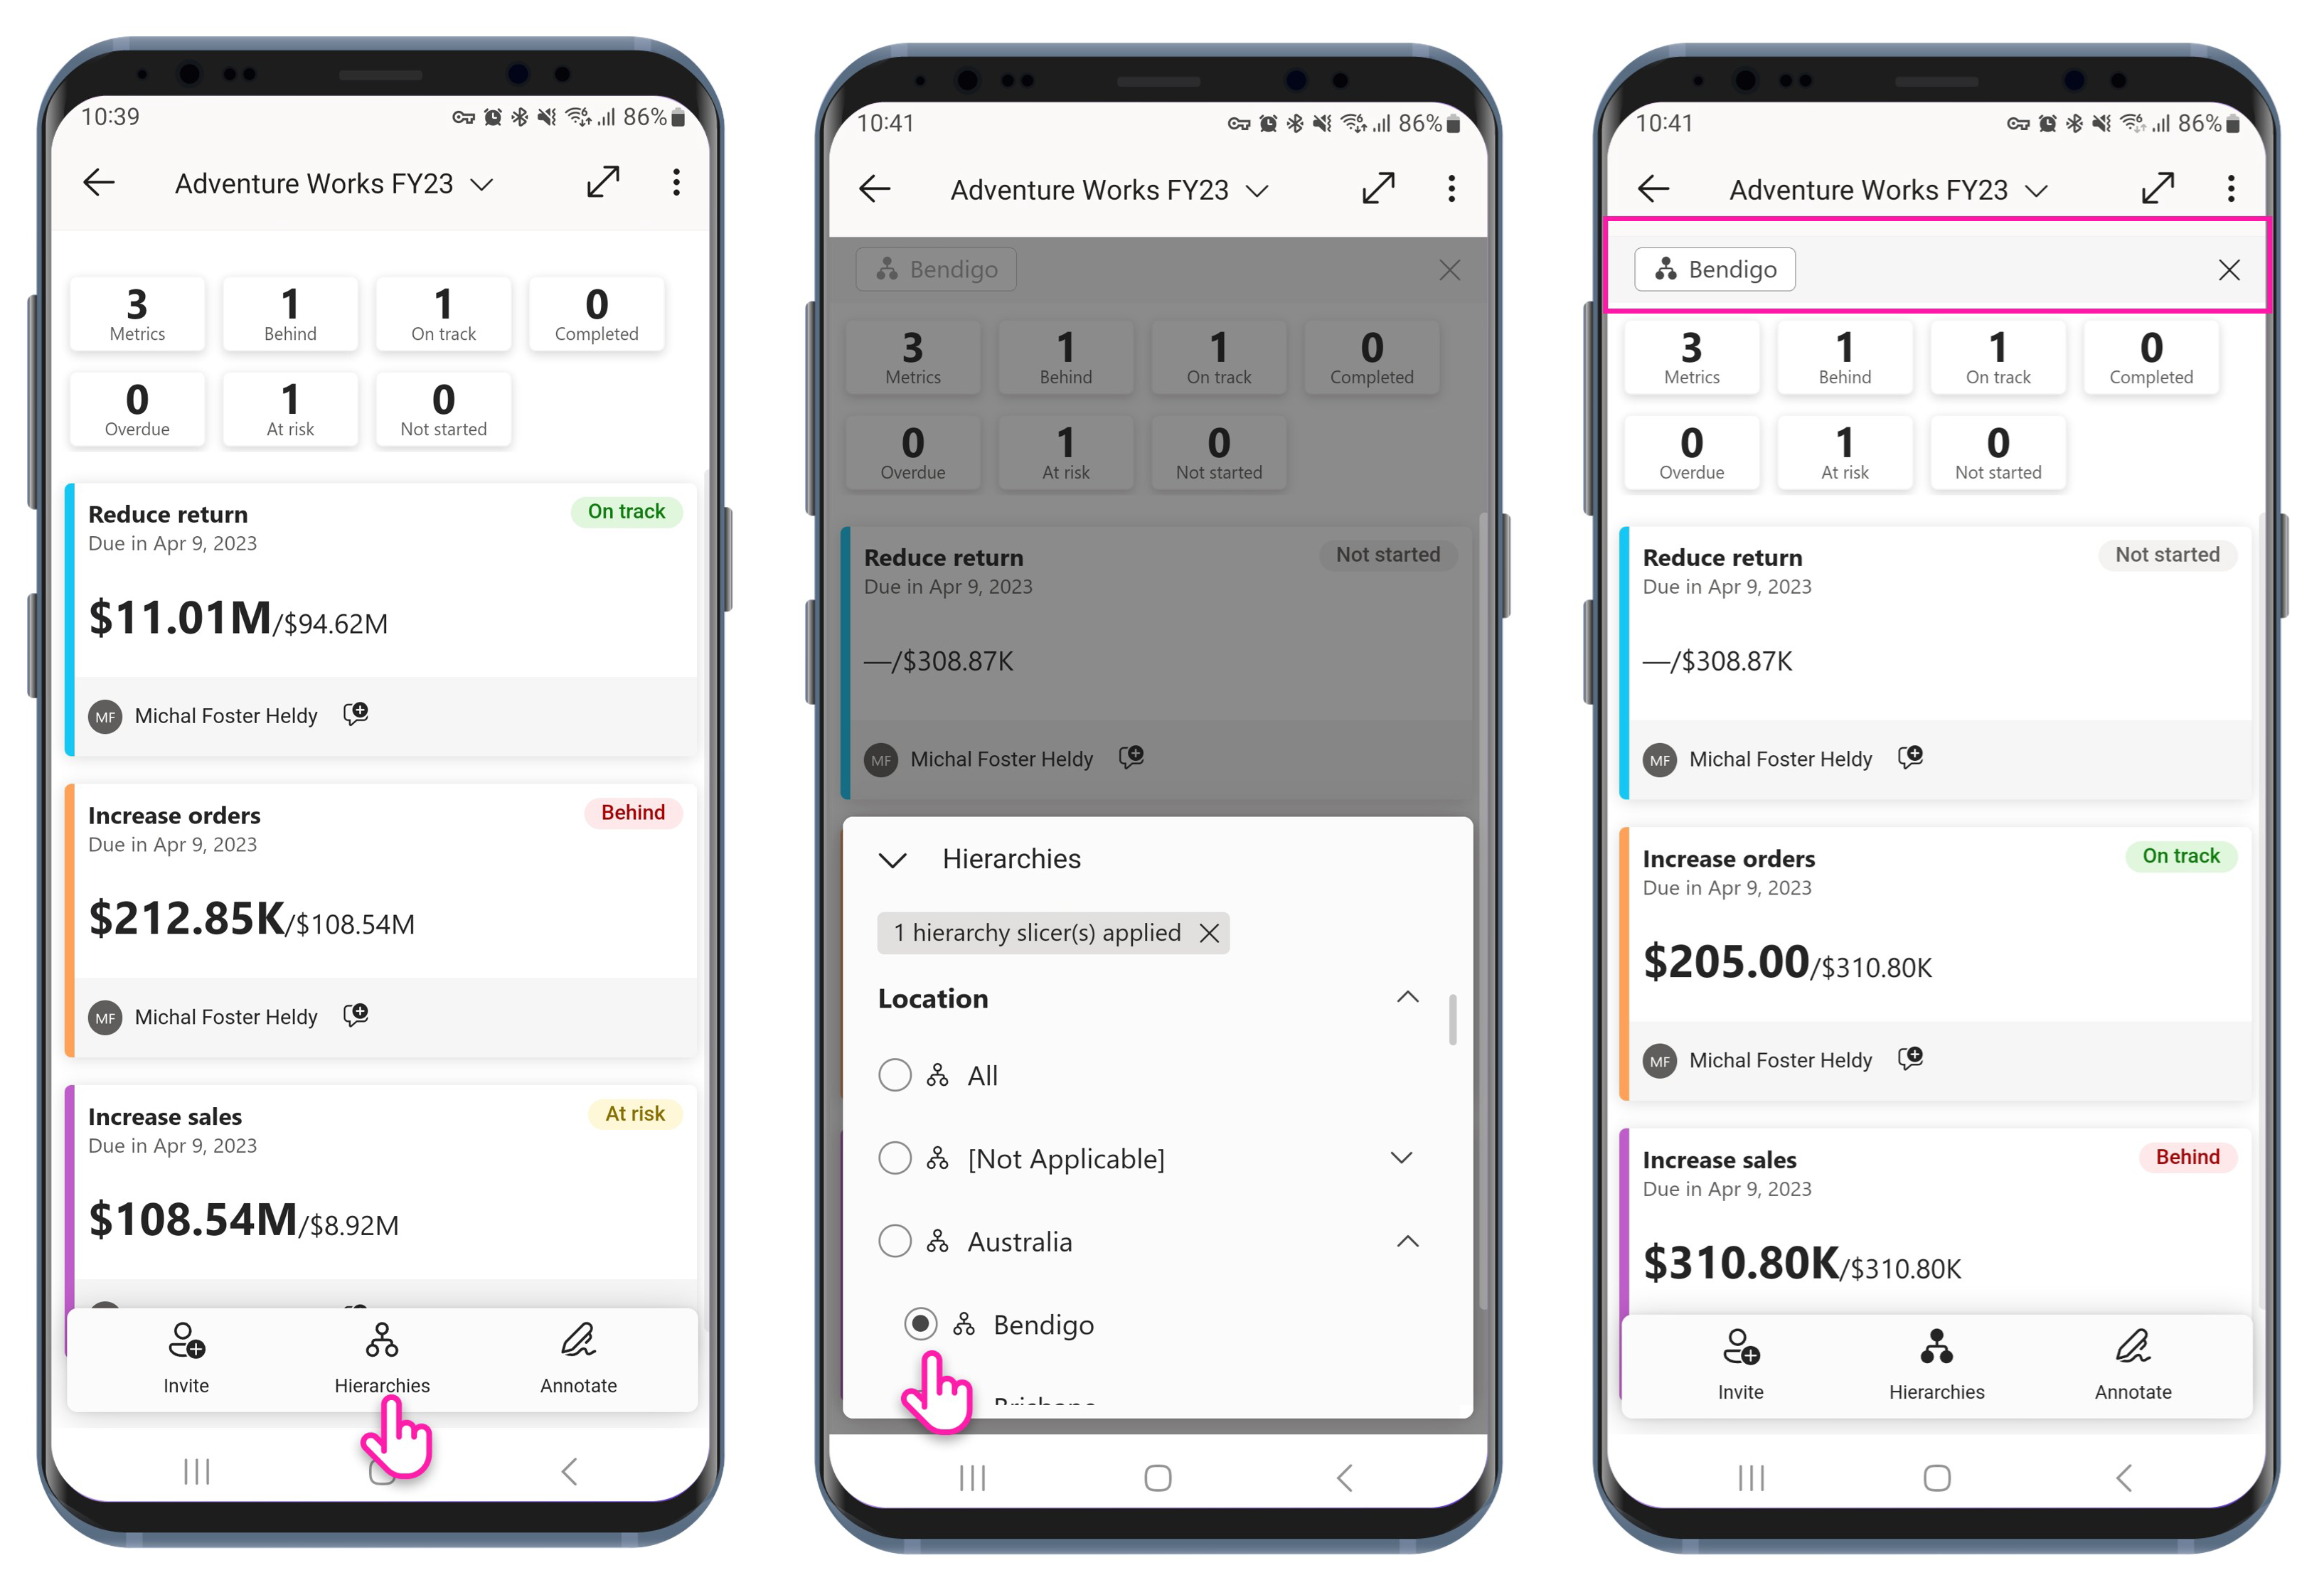 10:39
86%
Adventure Works FY23
3 1 1 0
Metrics Behind On track Completed
0 1 0
Overdue At risk Not started
Reduce return On track
Due in Apr 9, 2023
$11.01M/$94.62M
MF Michal Foster Heldy
Increase orders Behind
Due in Apr 9, 2023
$212.85K/$108.54M
MF Michal Foster Heldy
Increase sales At risk
Due in Apr 9, 2023
$108.54M/$8.92M
Invite Hierarchies Annotate
10:41
86%
Adventure Works FY23
Bendigo
3 1 1 0
Metrics Behind On track Completed
0 1 0
Overdue At risk Not started
Reduce return Not started
Due in Apr 9, 2023
—/$308.87K
MF Michal Foster Heldy
Hierarchies
1 hierarchy slicer(s) applied
Location
All
[Not Applicable]
Australia
Bendigo
10:41
86%
Adventure Works FY23
Bendigo
3 1 1 0
Metrics Behind On track Completed
0 1 0
Overdue At risk Not started
Reduce return Not started
Due in Apr 9, 2023
—/$308.87K
MF Michal Foster Heldy
Increase orders On track
Due in Apr 9, 2023
$205.00/$310.80K
MF Michal Foster Heldy
Increase sales Behind
Due in Apr 9, 2023
$310.80K/$310.80K
Invite Hierarchies Annotate